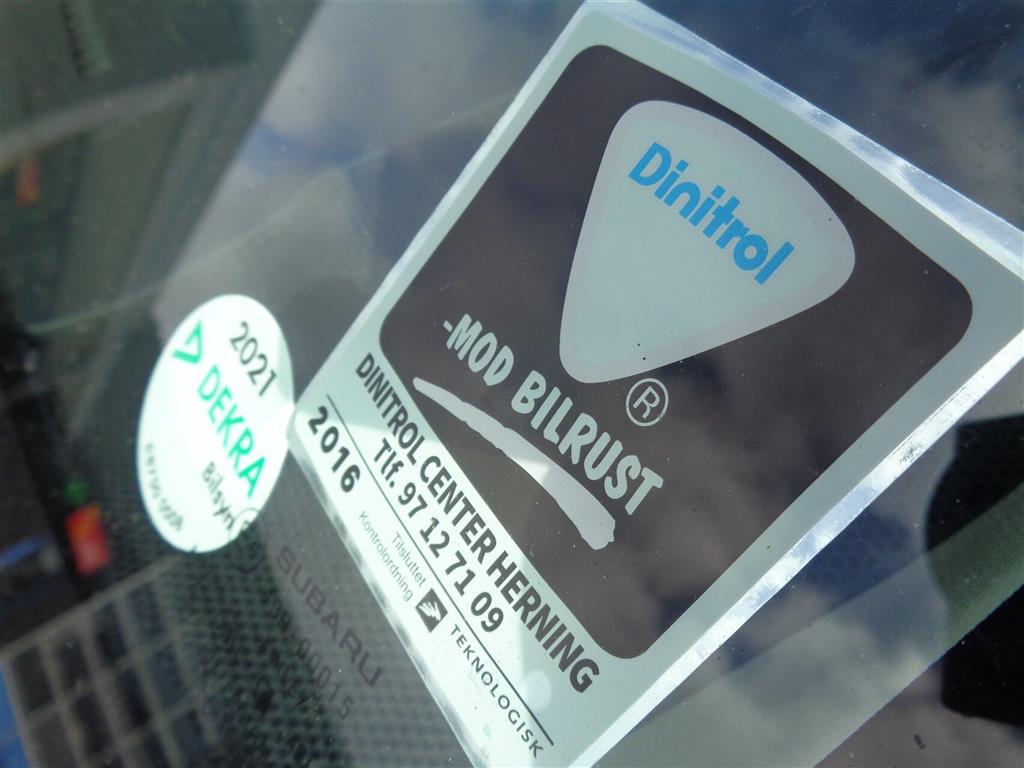 Dinitrol
®
-MOD BILRUST
DINITROL CENTER HERNING
Tlf. 97 12 71 09
2016
Tilsluttet
Kontrolordning
TEKNOLOGISK
2021
DEKRA
Bilsyn
SUBARU